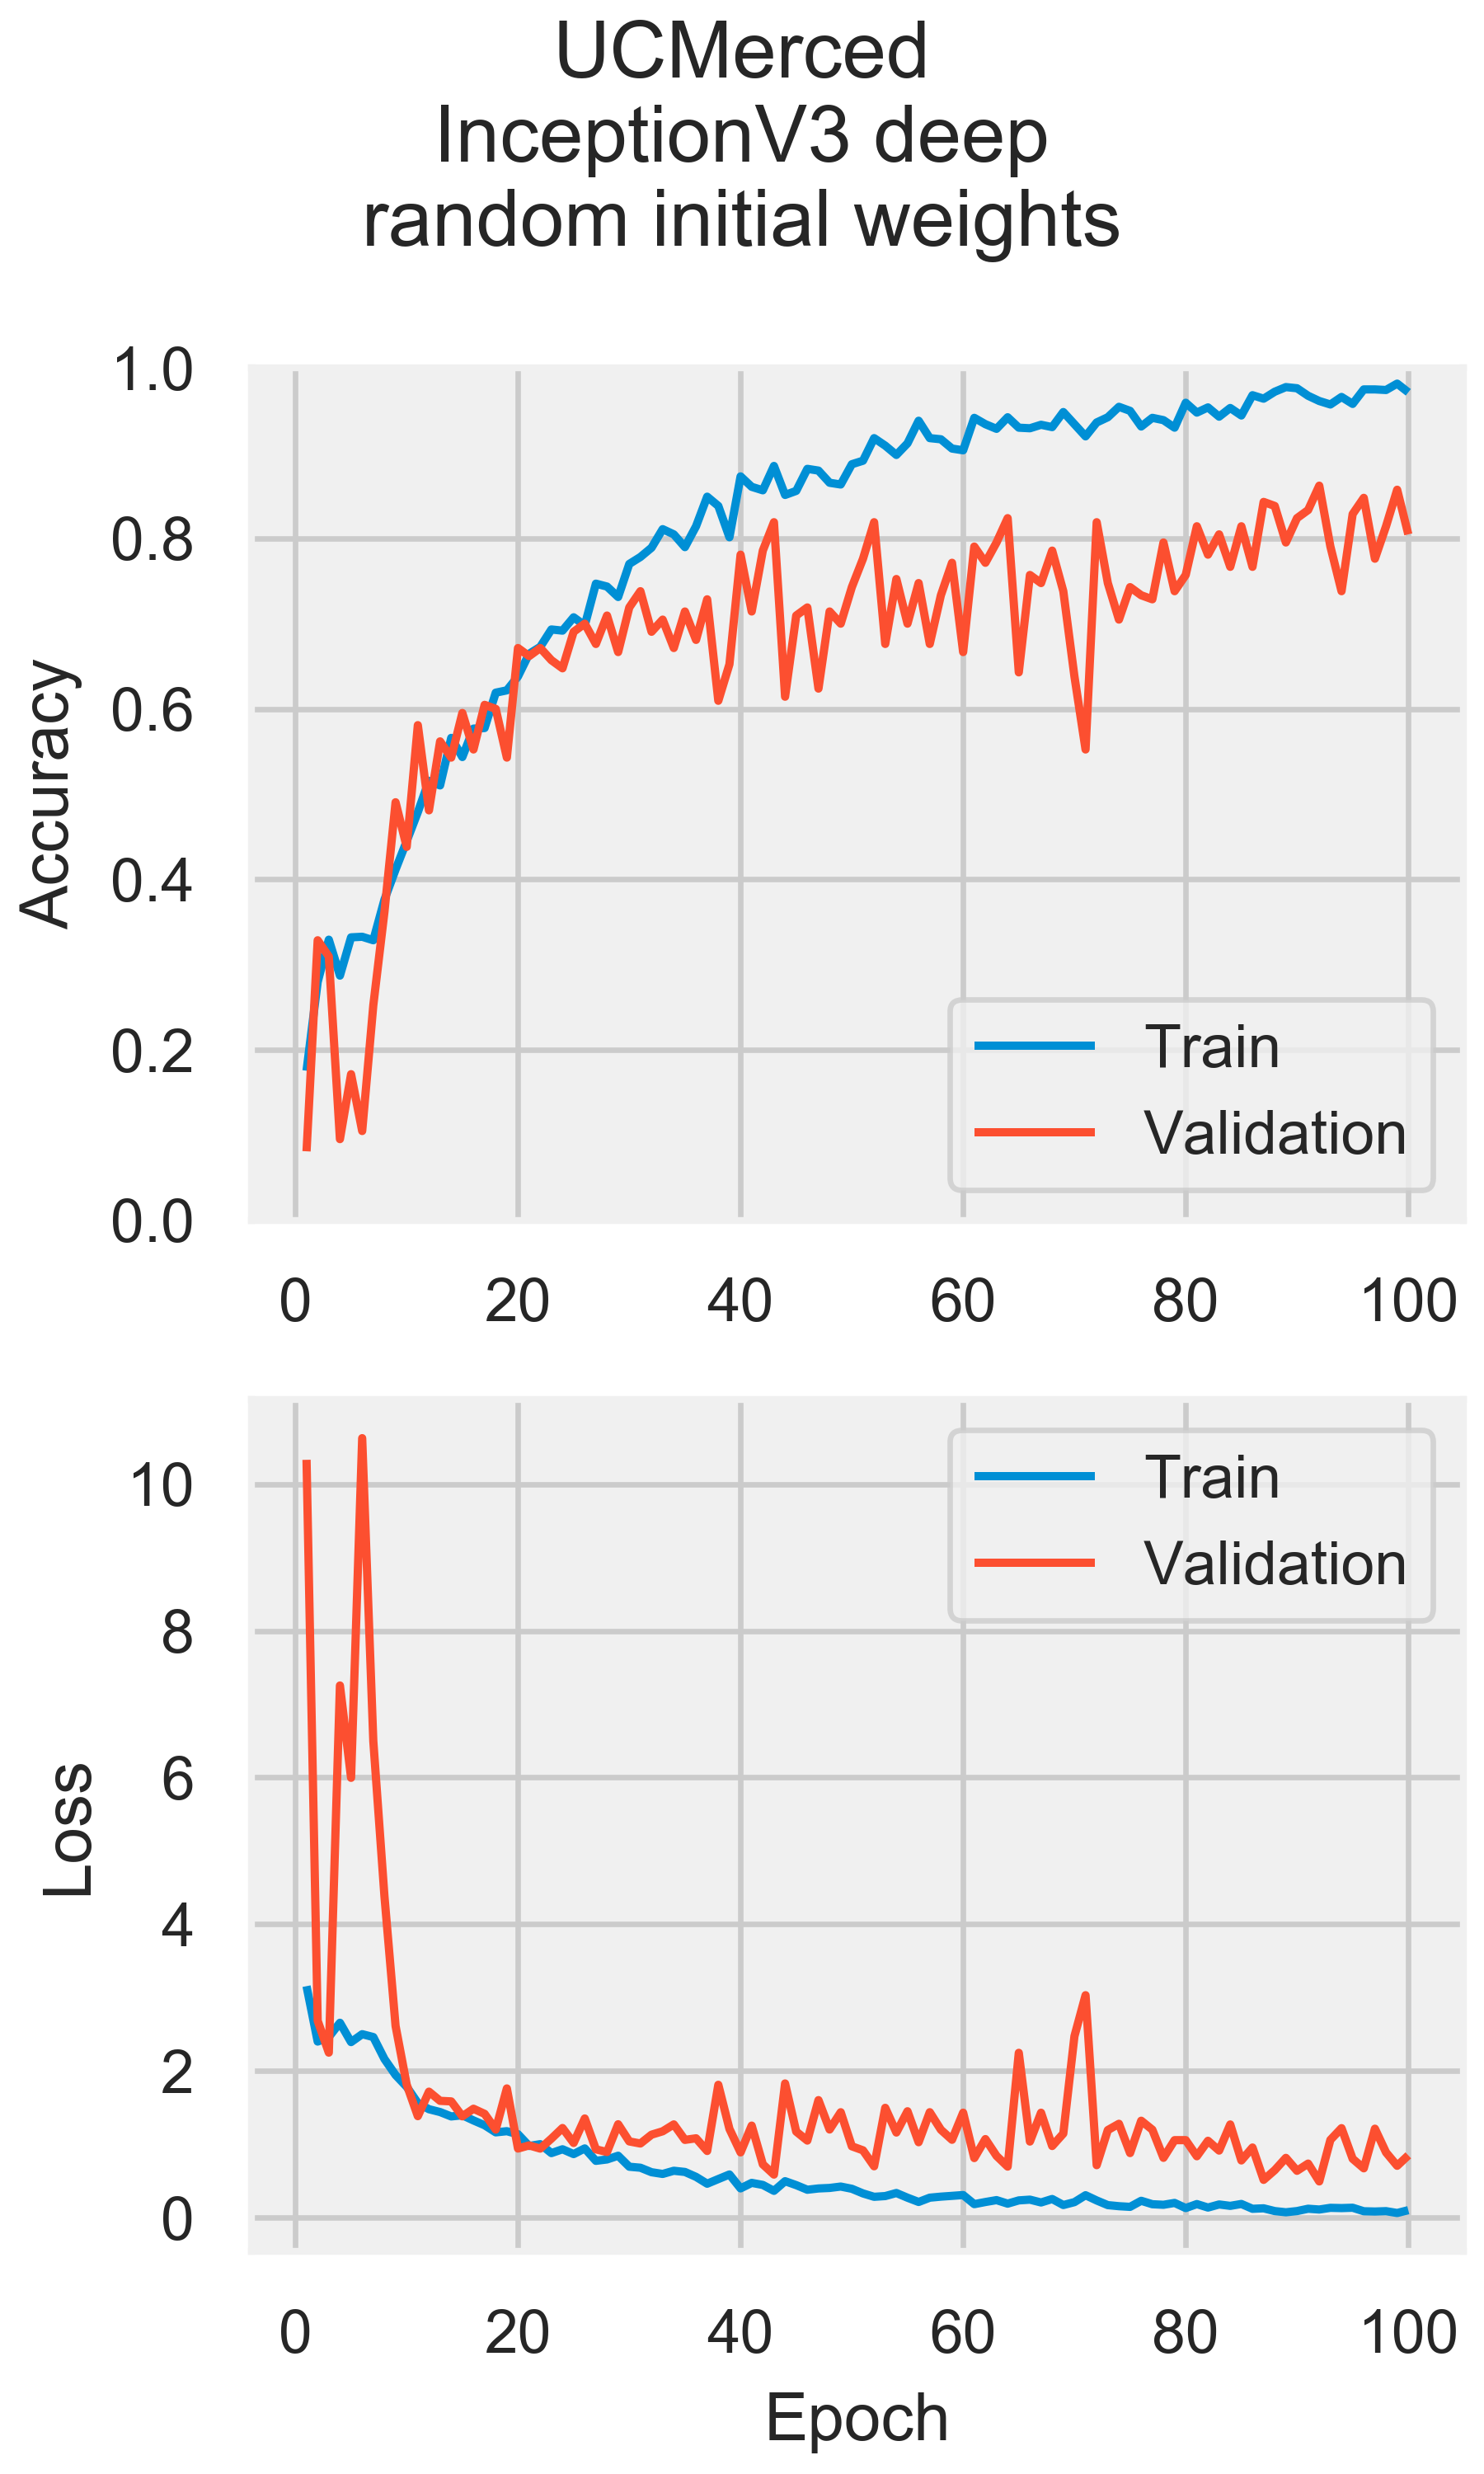 UCMerced
InceptionV3 deep
random initial weights
1.0
0.8
0.6
0.4
0.2
0.0
Accuracy
Train
Validation
0 20 40 60 80 100
10
8
6
4
2
0
Loss
Train
Validation
0 20 40 60 80 100
Epoch